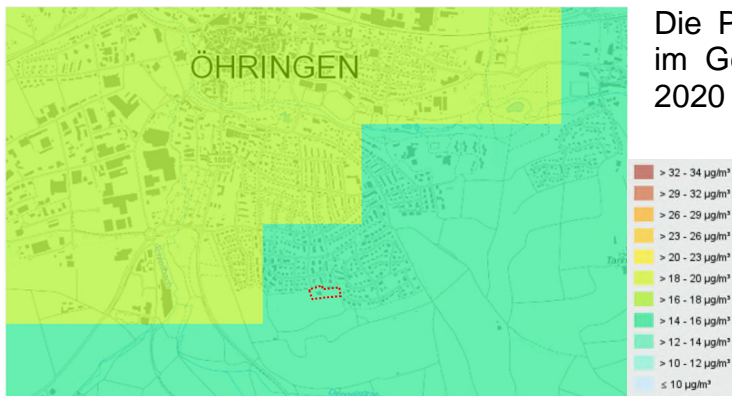 ÖHRINGEN
Die P
im Ge
2020
> 32 - 34 µg/m³
> 29 - 32 µg/m³
> 26 - 29 µg/m³
> 23 - 26 µg/m³
> 20 - 23 µg/m³
> 18 - 20 µg/m³
> 16 - 18 µg/m³
> 14 - 16 µg/m³
> 12 - 14 µg/m³
> 10 - 12 µg/m³
≤ 10 µg/m³